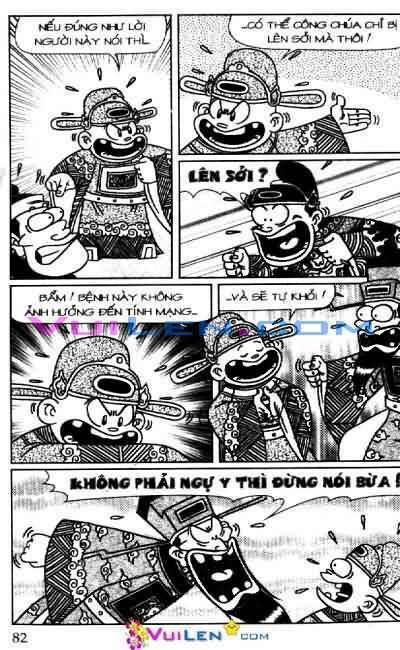 NẾU ĐÚNG NHƯ LỜI
NGƯỜI NÀY NÓI THÌ...
...CÓ THỂ CÔNG CHÚA CHỈ BỊ
LÊN SỞI MÀ THÔI!
LÊN SỞI?
BẨM! BỆNH NÀY KHÔNG
ẢNH HƯỞNG ĐẾN TÍNH MẠNG...
...VÀ SẼ TỰ KHỎI!
VUILEN.COM
KHÔNG PHẢI NGỰ Y THÌ ĐỪNG NÓI BỪA!
82
VUILEN.COM